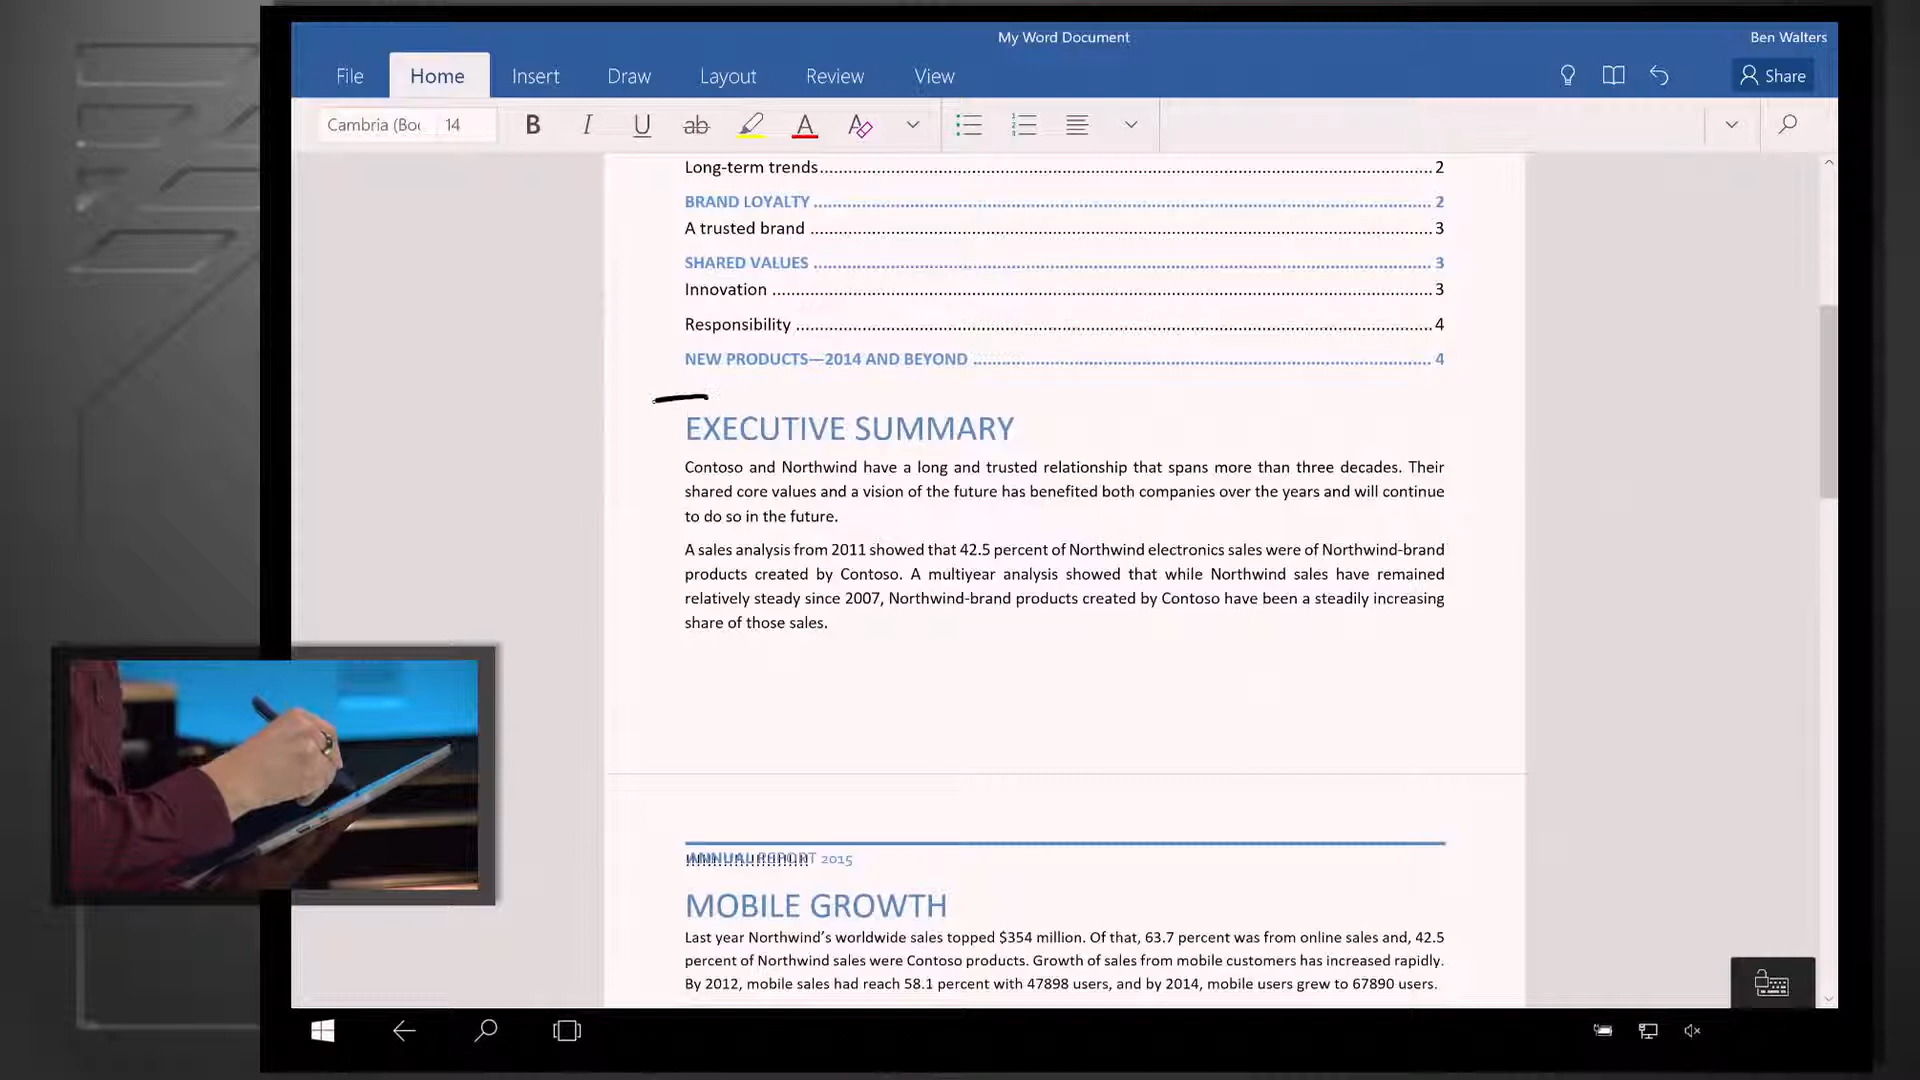 My Word Document
Ben Walters
File Home Insert Draw Layout Review View
Share
Cambria (Boc 14 B I U ab A A
Long-term trends 2
BRAND LOYALTY 2
A trusted brand 3
SHARED VALUES 3
Innovation 3
Responsibility 4
NEW PRODUCTS—2014 AND BEYOND 4
EXECUTIVE SUMMARY
Contoso and Northwind have a long and trusted relationship that spans more than three decades. Their
shared core values and a vision of the future has benefited both companies over the years and will continue
to do so in the future.
A sales analysis from 2011 showed that 42.5 percent of Northwind electronics sales were of Northwind-brand
products created by Contoso. A multiyear analysis showed that while Northwind sales have remained
relatively steady since 2007, Northwind-brand products created by Contoso have been a steadily increasing
share of those sales.
ANNUAL REPORT 2015
MOBILE GROWTH
Last year Northwind’s worldwide sales topped $354 million. Of that, 63.7 percent was from online sales and, 42.5
percent of Northwind sales were Contoso products. Growth of sales from mobile customers has increased rapidly.
By 2012, mobile sales had reach 58.1 percent with 47898 users, and by 2014, mobile users grew to 67890 users.